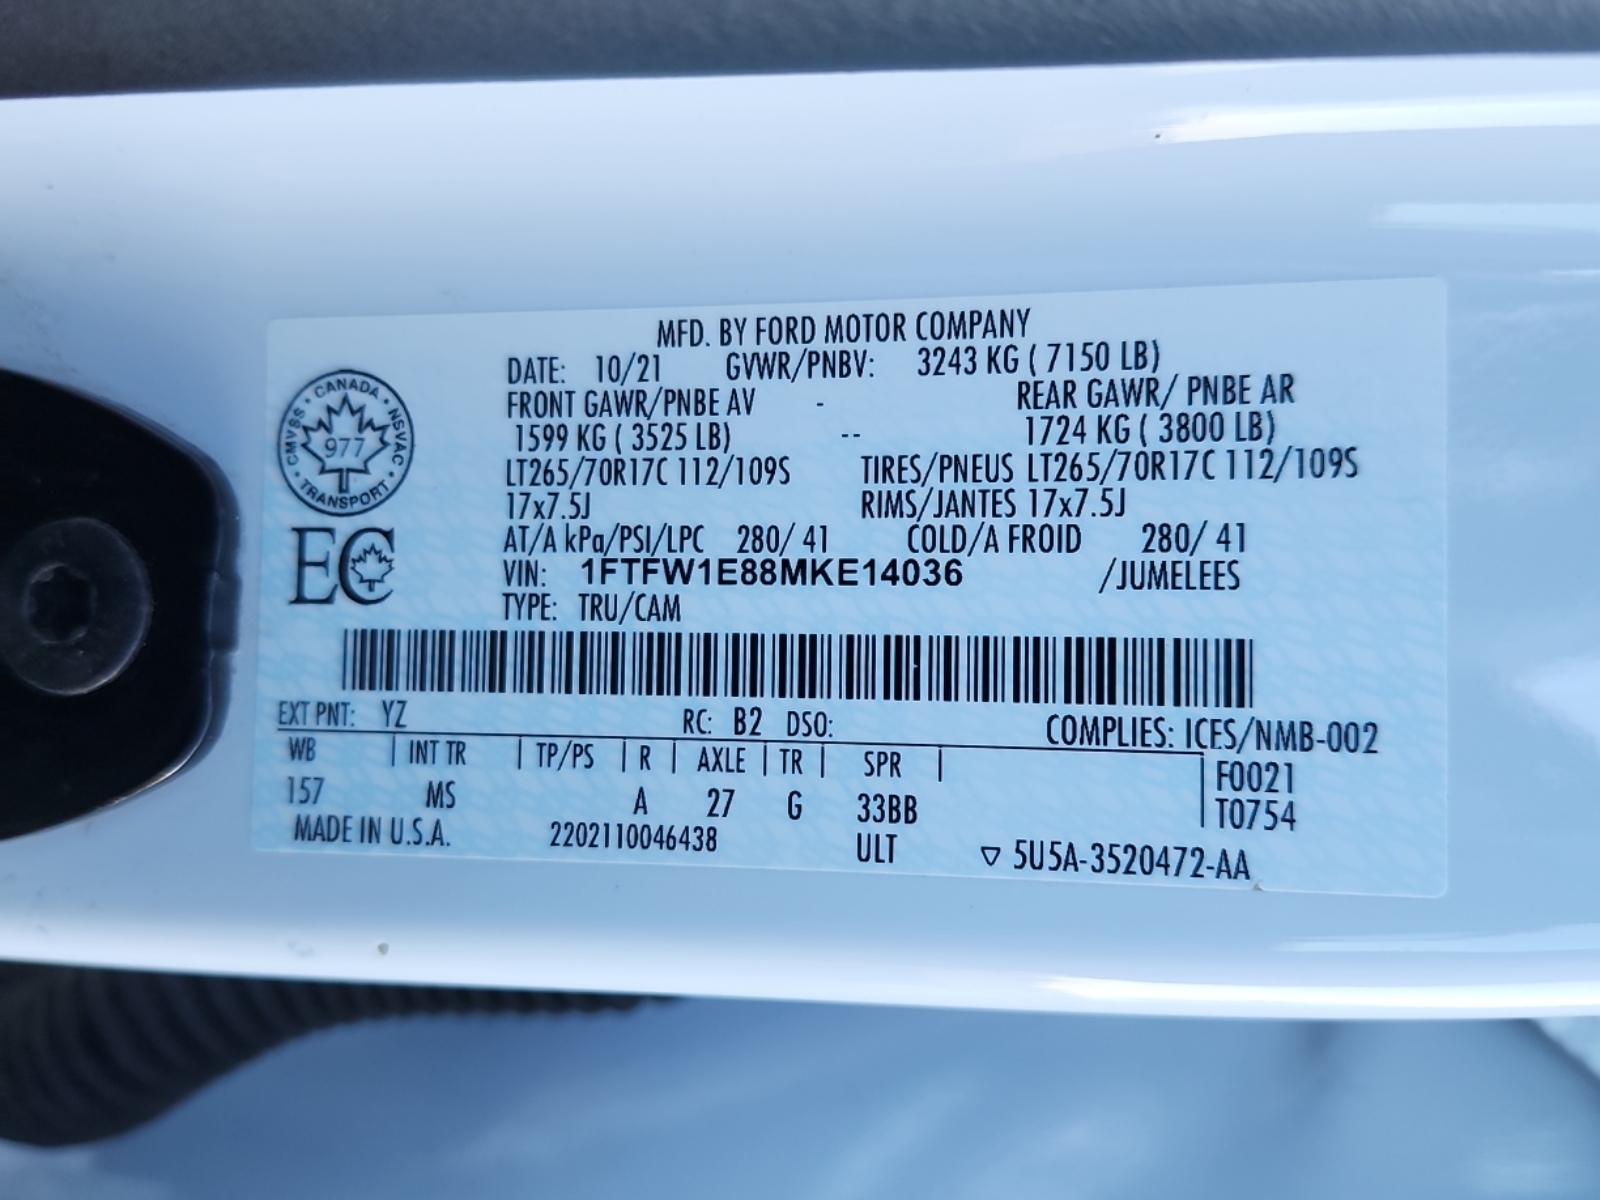 MFD. BY FORD MOTOR COMPANY
DATE: 10/21 GVWR/PNBV: 3243 KG ( 7150 LB)
FRONT GAWR/PNBE AV - REAR GAWR/ PNBE AR
1599 KG ( 3525 LB) -- 1724 KG ( 3800 LB)
LT265/70R17C 112/109S TIRES/PNEUS LT265/70R17C 112/109S
17x7.5J RIMS/JANTES 17x7.5J
AT/A kPa/PSI/LPC 280/ 41 COLD/A FROID 280/ 41
VIN: 1FTFW1E88MKE14036 /JUMELEES
TYPE: TRU/CAM
CANADA
CMVSS • NSVAC
977
TRANSPORT
EC
EXT PNT: YZ RC: B2 DSO: COMPLIES: ICES/NMB-002
WB | INT TR | TP/PS | R | AXLE | TR | SPR | F0021
157 MS A 27 G 33BB T0754
MADE IN U.S.A. 2202110046438 ULT ▽ 5U5A-3520472-AA